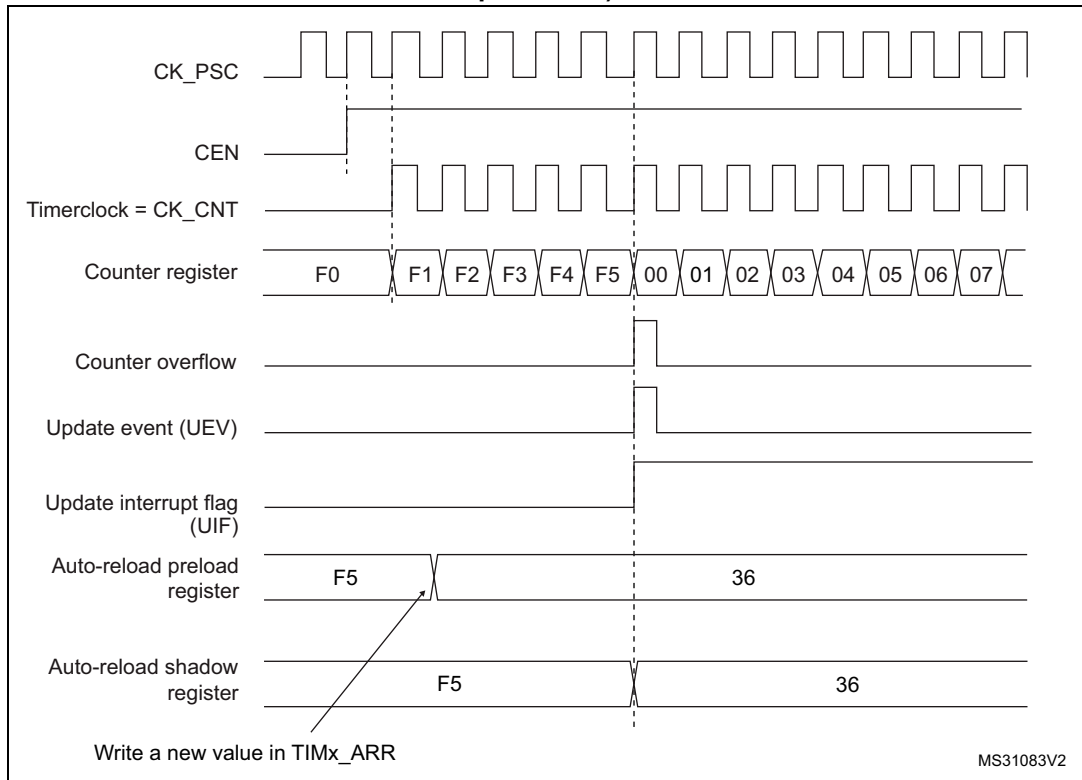 CK_PSC
CEN
Timerclock = CK_CNT
Counter register F0 F1 F2 F3 F4 F5 00 01 02 03 04 05 06 07
Counter overflow
Update event (UEV)
Update interrupt flag
(UIF)
Auto-reload preload
register
F5 36
Auto-reload shadow
register
F5 36
Write a new value in TIMx_ARR
MS31083V2